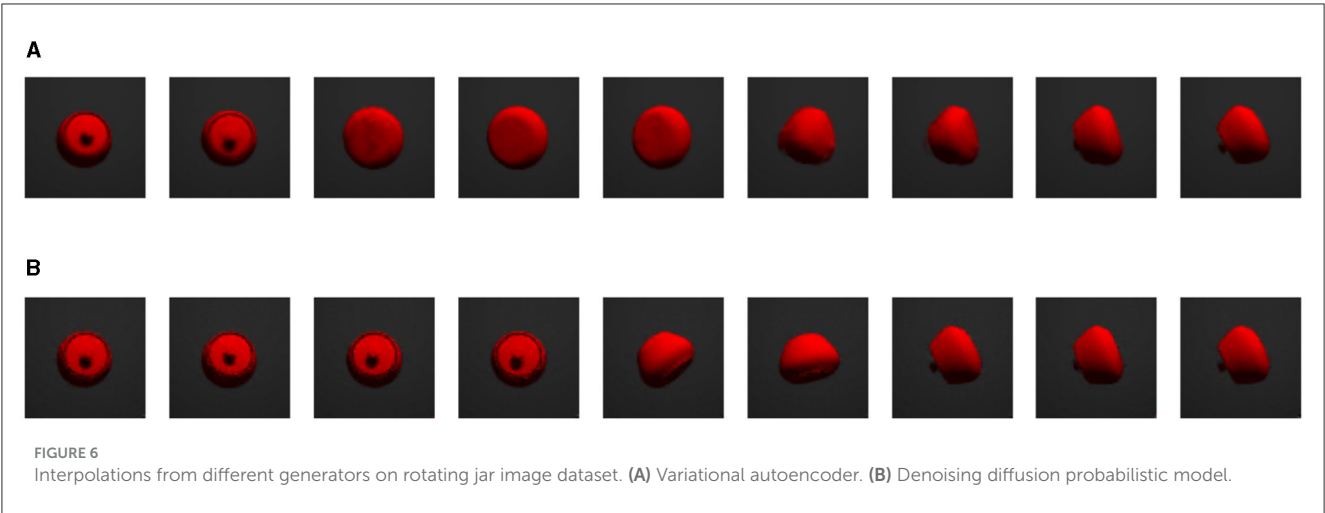 A
B
FIGURE 6
Interpolations from different generators on rotating jar image dataset. (A) Variational autoencoder. (B) Denoising diffusion probabilistic model.